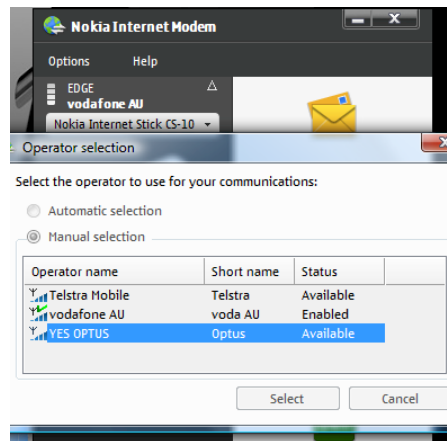 Nokia Internet Modem
Options Help
EDGE
vodafone AU
Nokia Internet Stick CS-10
Operator selection
Select the operator to use for your communications:
Automatic selection
Manual selection
Operator name Short name Status
Telstra Mobile Telstra Available
vodafone AU voda AU Enabled
YES OPTUS Optus Available
Select Cancel